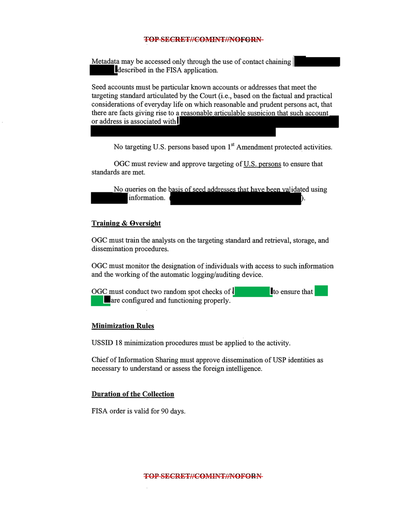 TOP SECRET//COMINT//NOFORN
Metadata may be accessed only through the use of contact chaining
described in the FISA application.
Seed accounts must be particular known accounts or addresses that meet the
targeting standard articulated by the Court (i.e., based on the factual and practical
considerations of everyday life on which reasonable and prudent persons act, that
there are facts giving rise to a reasonable articulable suspicion that such account
or address is associated with
No targeting U.S. persons based upon 1st Amendment protected activities.
OGC must review and approve targeting of U.S. persons to ensure that
standards are met.
No queries on the basis of seed addresses that have been validated using
information. (                    ).
Training & Oversight
OGC must train the analysts on the targeting standard and retrieval, storage, and
dissemination procedures.
OGC must monitor the designation of individuals with access to such information
and the working of the automatic logging/auditing device.
OGC must conduct two random spot checks of                     to ensure that
are configured and functioning properly.
Minimization Rules
USSID 18 minimization procedures must be applied to the activity.
Chief of Information Sharing must approve dissemination of USP identities as
necessary to understand or assess the foreign intelligence.
Duration of the Collection
FISA order is valid for 90 days.
TOP SECRET//COMINT//NOFORN